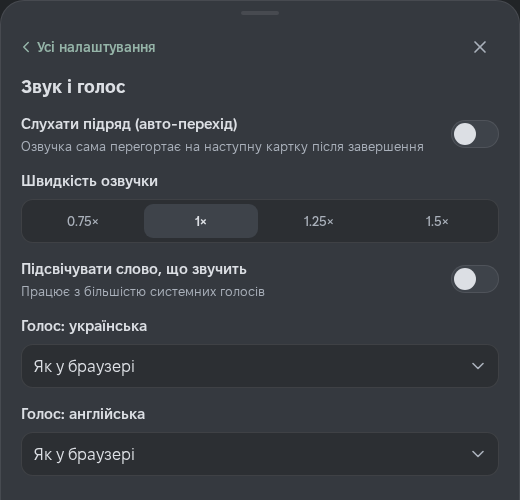 Усі налаштування
Звук і голос
Слухати підряд (авто-перехід)
Озвучка сама перегортає на наступну картку після завершення
Швидкість озвучки
0.75× 1× 1.25× 1.5×
Підсвічувати слово, що звучить
Працює з більшістю системних голосів
Голос: українська
Як у браузері
Голос: англійська
Як у браузері